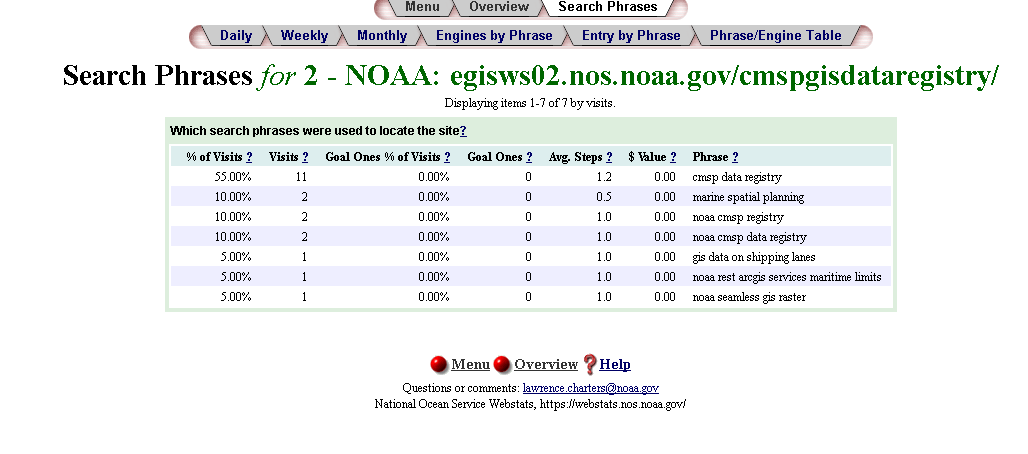 Menu Overview Search Phrases
Daily Weekly Monthly Engines by Phrase Entry by Phrase Phrase/Engine Table
Search Phrases for 2 - NOAA: egisws02.nos.noaa.gov/cmspgisdataregistry/
Displaying items 1-7 of 7 by visits.
Which search phrases were used to locate the site?
% of Visits ? Visits ? Goal Ones % of Visits ? Goal Ones ? Avg. Steps ? $ Value ? Phrase ?
55.00% 11 0.00% 0 1.2 0.00 cmsp data registry
10.00% 2 0.00% 0 0.5 0.00 marine spatial planning
10.00% 2 0.00% 0 1.0 0.00 noaa cmsp registry
10.00% 2 0.00% 0 1.0 0.00 noaa cmsp data registry
5.00% 1 0.00% 0 1.0 0.00 gis data on shipping lanes
5.00% 1 0.00% 0 1.0 0.00 noaa rest arcgis services maritime limits
5.00% 1 0.00% 0 1.0 0.00 noaa seamless gis raster
Menu Overview ? Help
Questions or comments: lawrence.charters@noaa.gov
National Ocean Service Webstats, https://webstats.nos.noaa.gov/